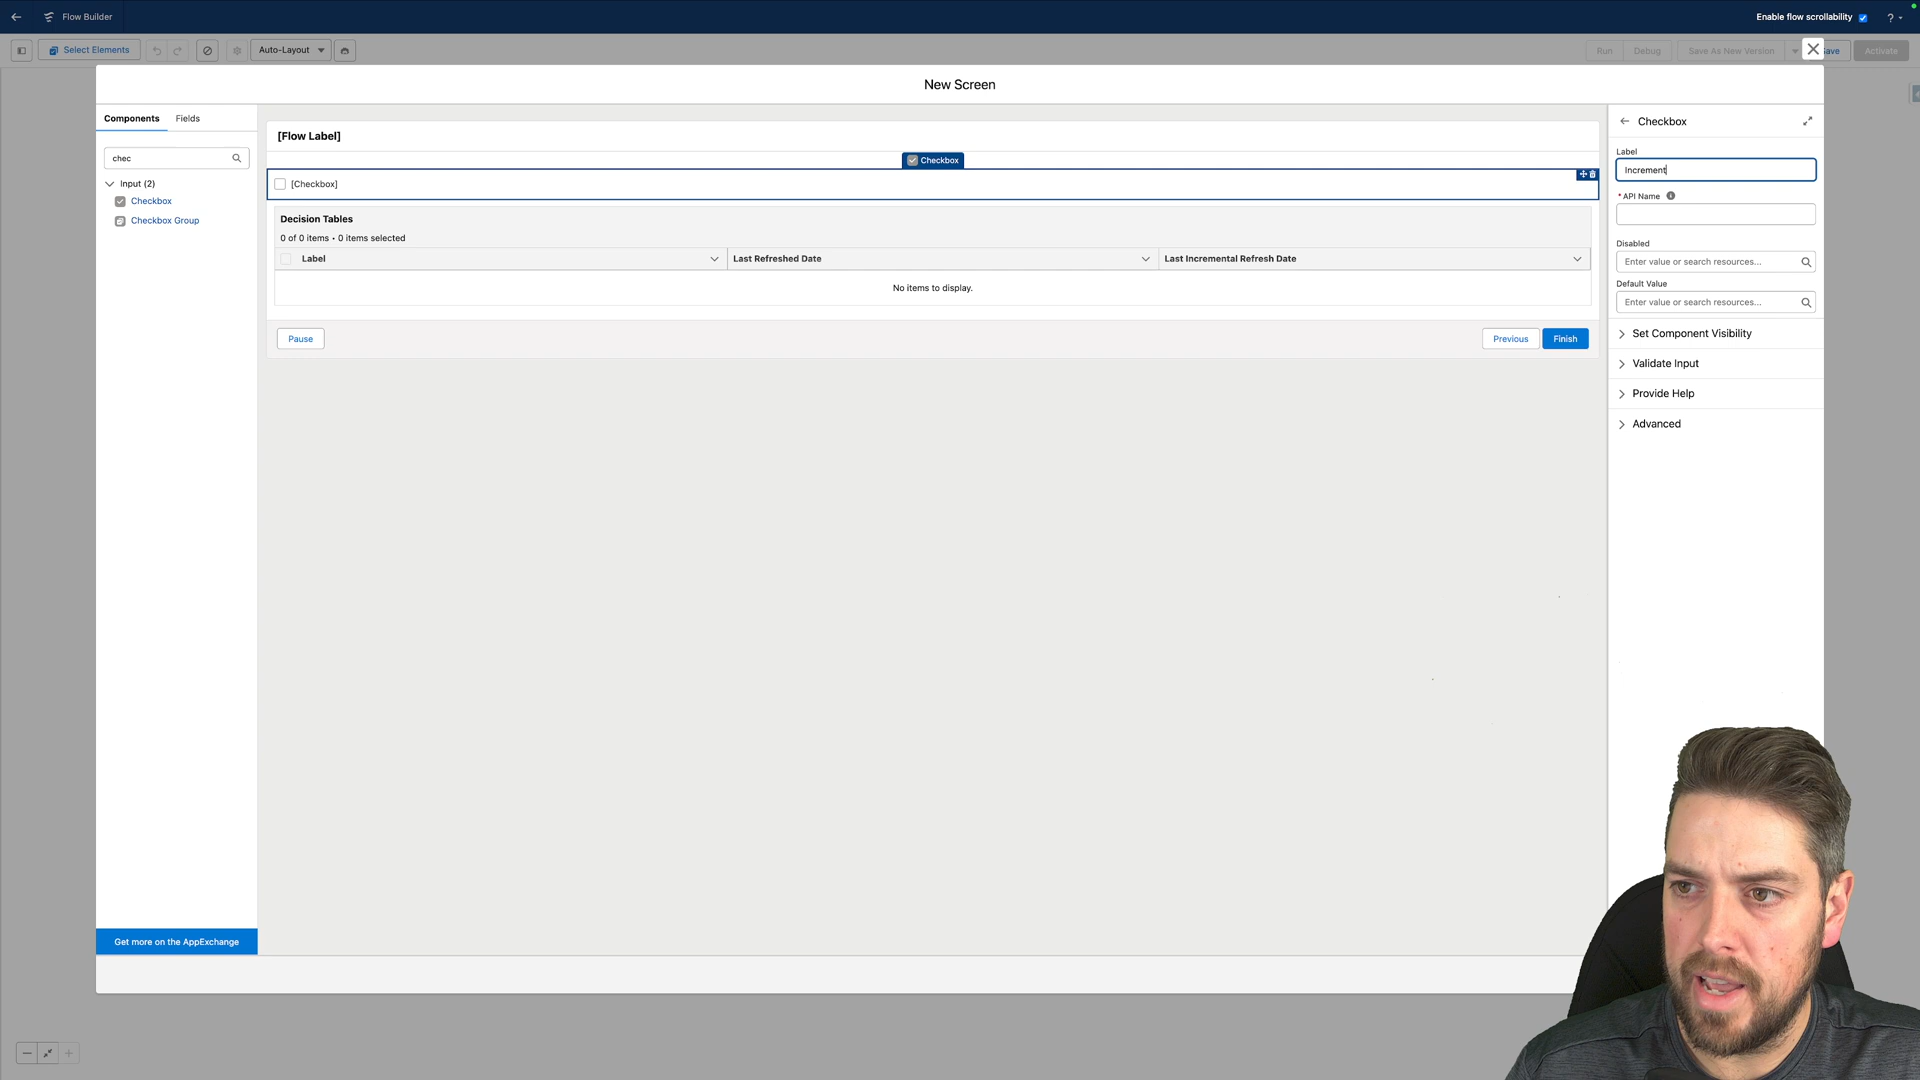 Flow Builder
Enable flow scrollability
?
Select Elements
Auto-Layout
Run
Debug
Save As New Version
Save
Activate
New Screen
Components
Fields
chec
Input (2)
Checkbox
Checkbox Group
Get more on the AppExchange
[Flow Label]
Checkbox
[Checkbox]
Decision Tables
0 of 0 items • 0 items selected
Label
Last Refreshed Date
Last Incremental Refresh Date
No items to display.
Pause
Previous
Finish
Checkbox
Label
Increment
* API Name
Disabled
Enter value or search resources...
Default Value
Enter value or search resources...
Set Component Visibility
Validate Input
Provide Help
Advanced